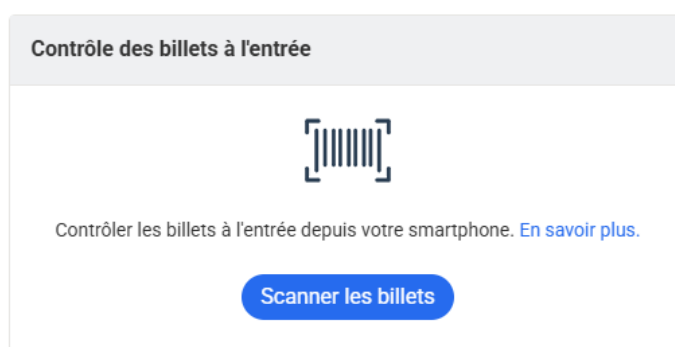 Contrôle des billets à l'entrée
Contrôler les billets à l'entrée depuis votre smartphone. En savoir plus.
Scanner les billets